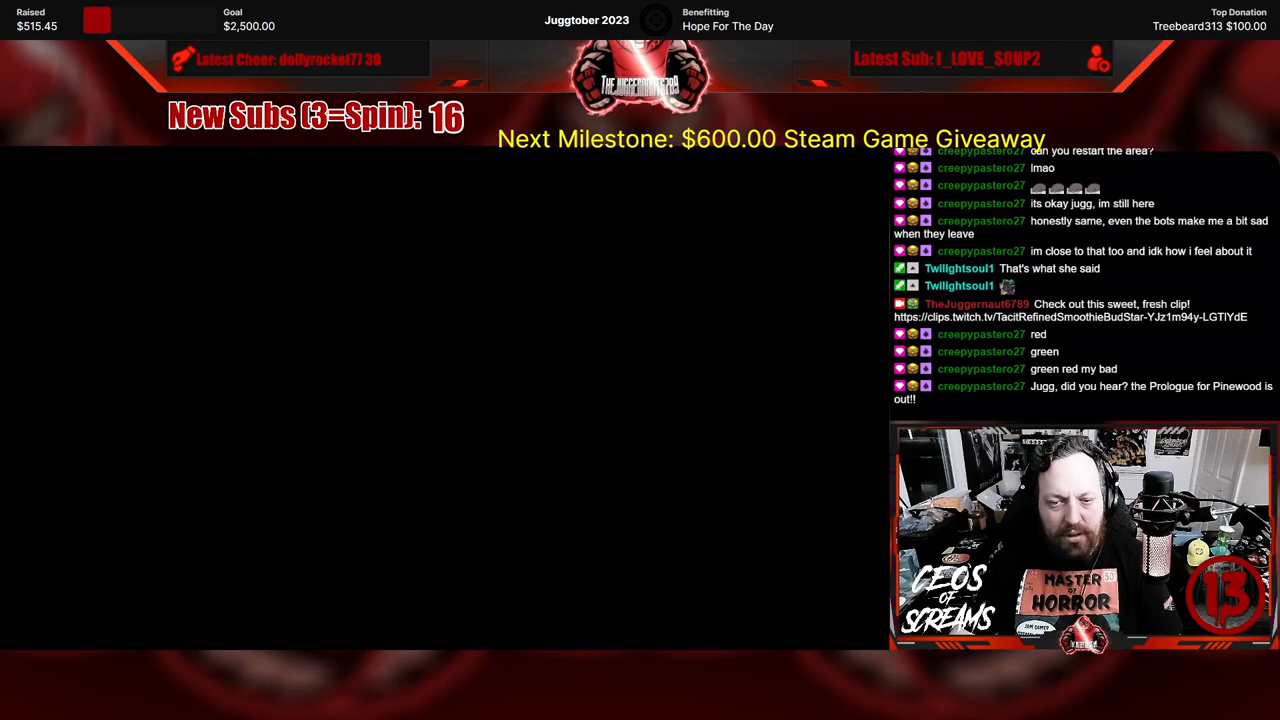 Raised
$515.45
Goal
$2,500.00
Juggtober 2023
Benefitting
Hope For The Day
Top Donation
Treebeard313 $100.00
Latest Cheer: dollyrocket77 30
THEJUGGERNAUT6789
Latest Sub: I_LOVE_SOUP2
New Subs (3=Spin): 16
Next Milestone: $600.00 Steam Game Giveaway
creepypastero27 can you restart the area?
creepypastero27 lmao
creepypastero27
creepypastero27 its okay jugg, im still here
creepypastero27 honestly same, even the bots make me a bit sad
when they leave
creepypastero27 im close to that too and idk how i feel about it
Twilightsoul1 That's what she said
Twilightsoul1
TheJuggernaut6789 Check out this sweet, fresh clip!
https://clips.twitch.tv/TacitRefinedSmoothieBudStar-YJz1m94y-LGTlYdE
creepypastero27 red
creepypastero27 green
creepypastero27 green red my bad
creepypastero27 Jugg, did you hear? the Prologue for Pinewood is
out!!
CEOS
OF
SCREAMS
MASTER
OF
HORROR
13